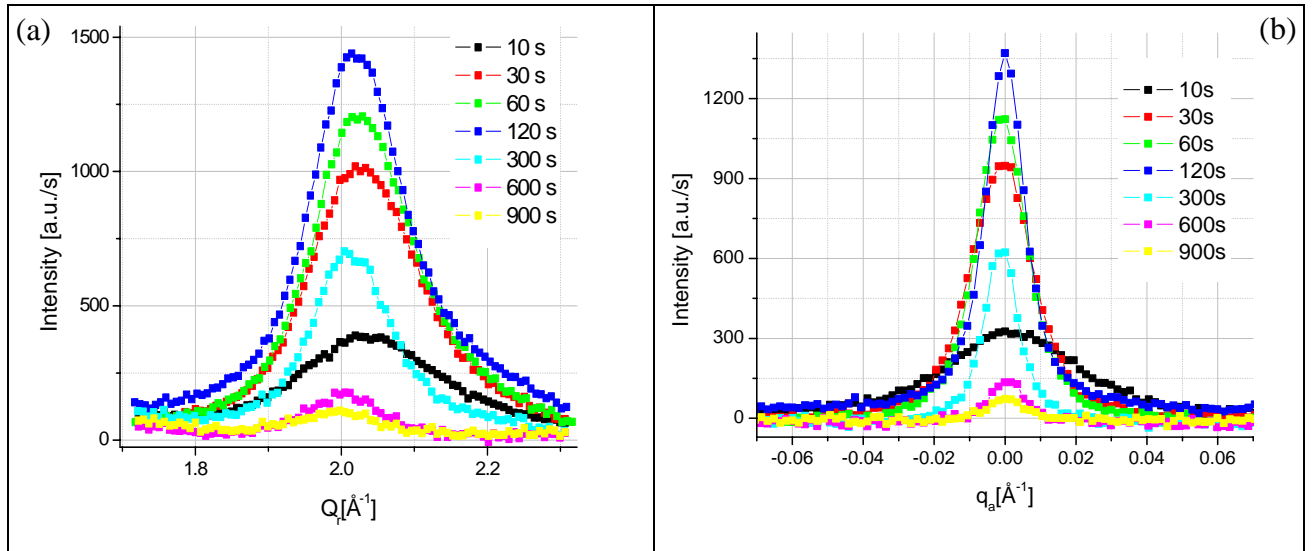 (a)
1500
1000
500
0
Intensity [a.u./s]
1.8
2.0
2.2
Q_r[Å⁻¹]
10 s
30 s
60 s
120 s
300 s
600 s
900 s
(b)
1200
900
600
300
0
Intensity [a.u./s]
-0.06
-0.04
-0.02
0.00
0.02
0.04
0.06
q_a[Å⁻¹]
10s
30s
60s
120s
300s
600s
900s